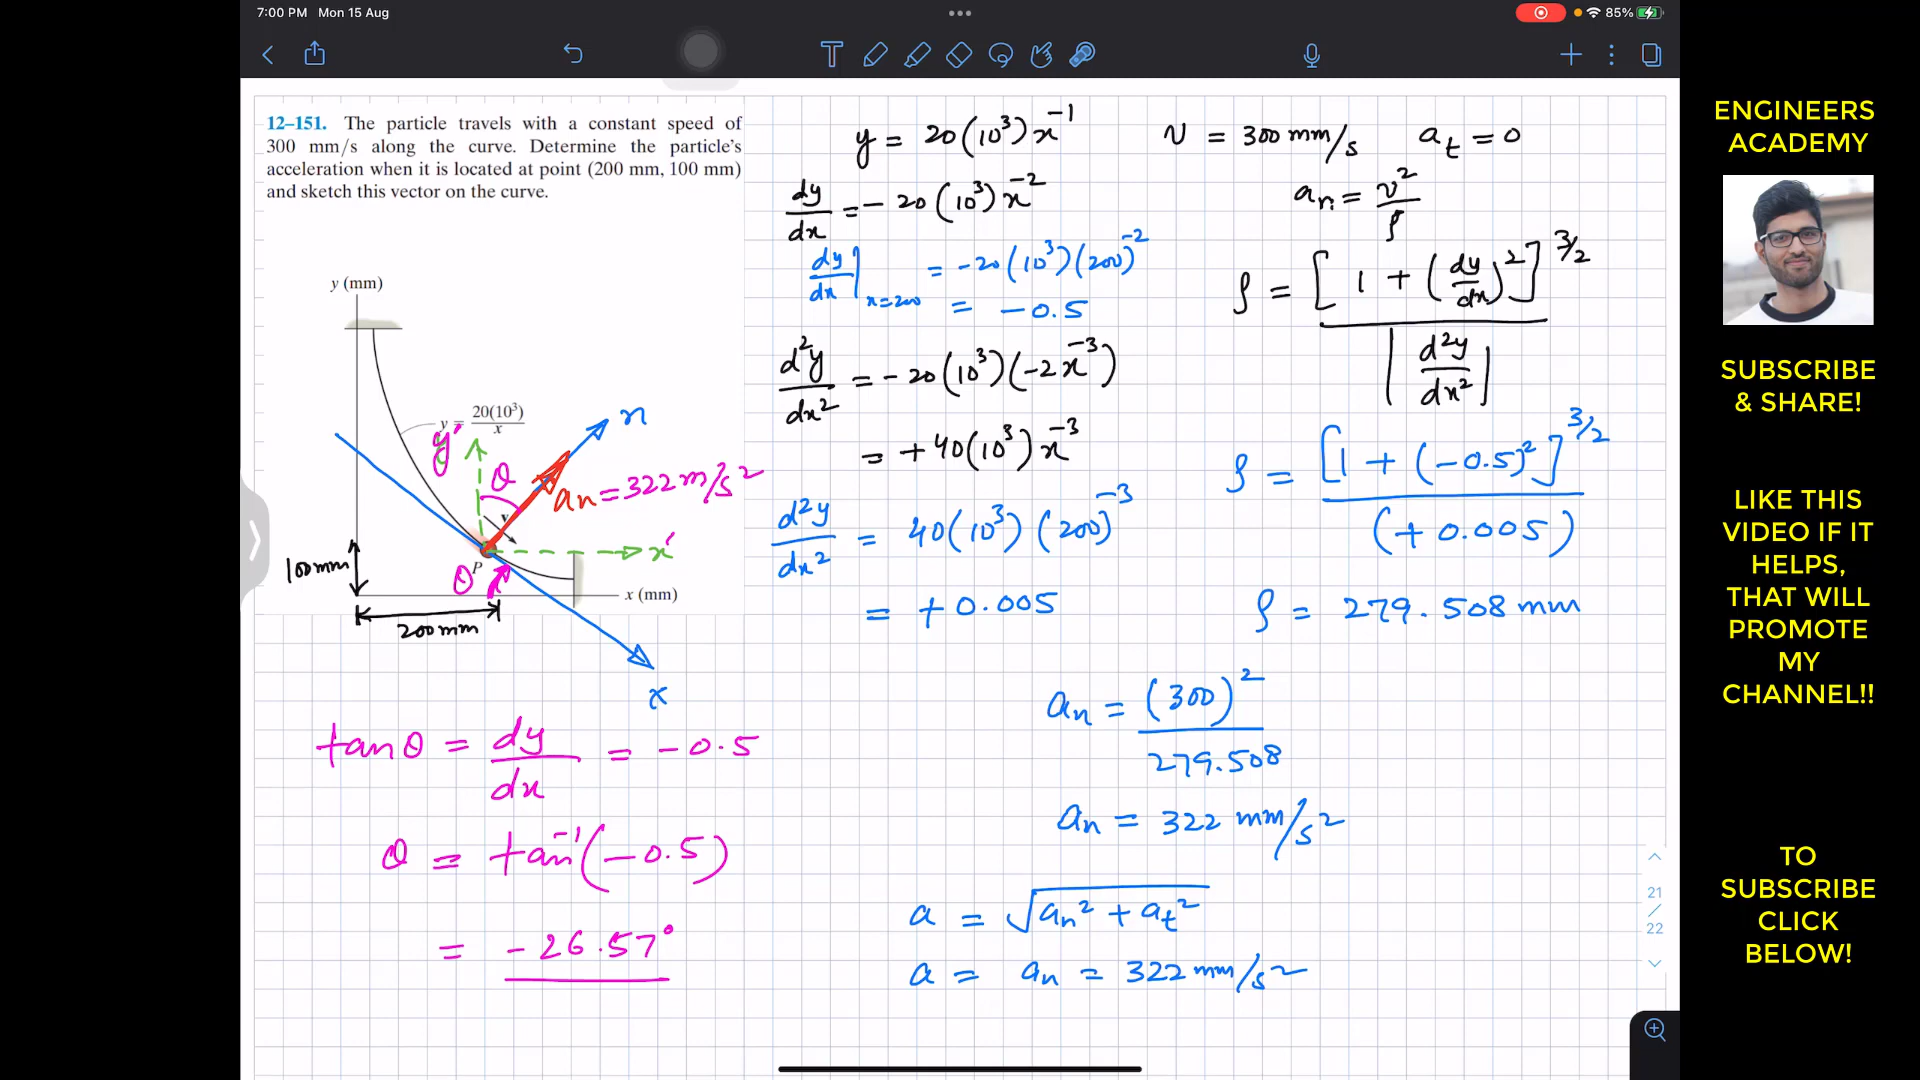 7:00 PM Mon 15 Aug
85%
12–151. The particle travels with a constant speed of
300 mm/s along the curve. Determine the particle's
acceleration when it is located at point (200 mm, 100 mm)
and sketch this vector on the curve.
y (mm)
y = 20(10³)/x
y'
n
θ
an = 322 m/s²
v
x'
P
θ
100mm
x (mm)
200mm
x
tanθ = dy/dx = -0.5
θ = tan⁻¹(-0.5)
= -26.57°
y = 20(10³)x⁻¹
dy/dx = -20(10³)x⁻²
dy/dx|x=200 = -20(10³)(200)⁻²
= -0.5
d²y/dx² = -20(10³)(-2x⁻³)
= +40(10³)x⁻³
d²y/dx² = 40(10³)(200)⁻³
= +0.005
v = 300 mm/s at = 0
an = v²/ρ
ρ = [1 + (dy/dx)²]^3/2 / |d²y/dx²|
ρ = [1 + (-0.5)²]^3/2 / (+0.005)
ρ = 279.508 mm
an = (300)²/279.508
an = 322 mm/s²
a = √an² + at²
a = an = 322 mm/s²
21
/
22
ENGINEERS
ACADEMY
SUBSCRIBE
& SHARE!
LIKE THIS
VIDEO IF IT
HELPS,
THAT WILL
PROMOTE
MY
CHANNEL!!
TO
SUBSCRIBE
CLICK
BELOW!